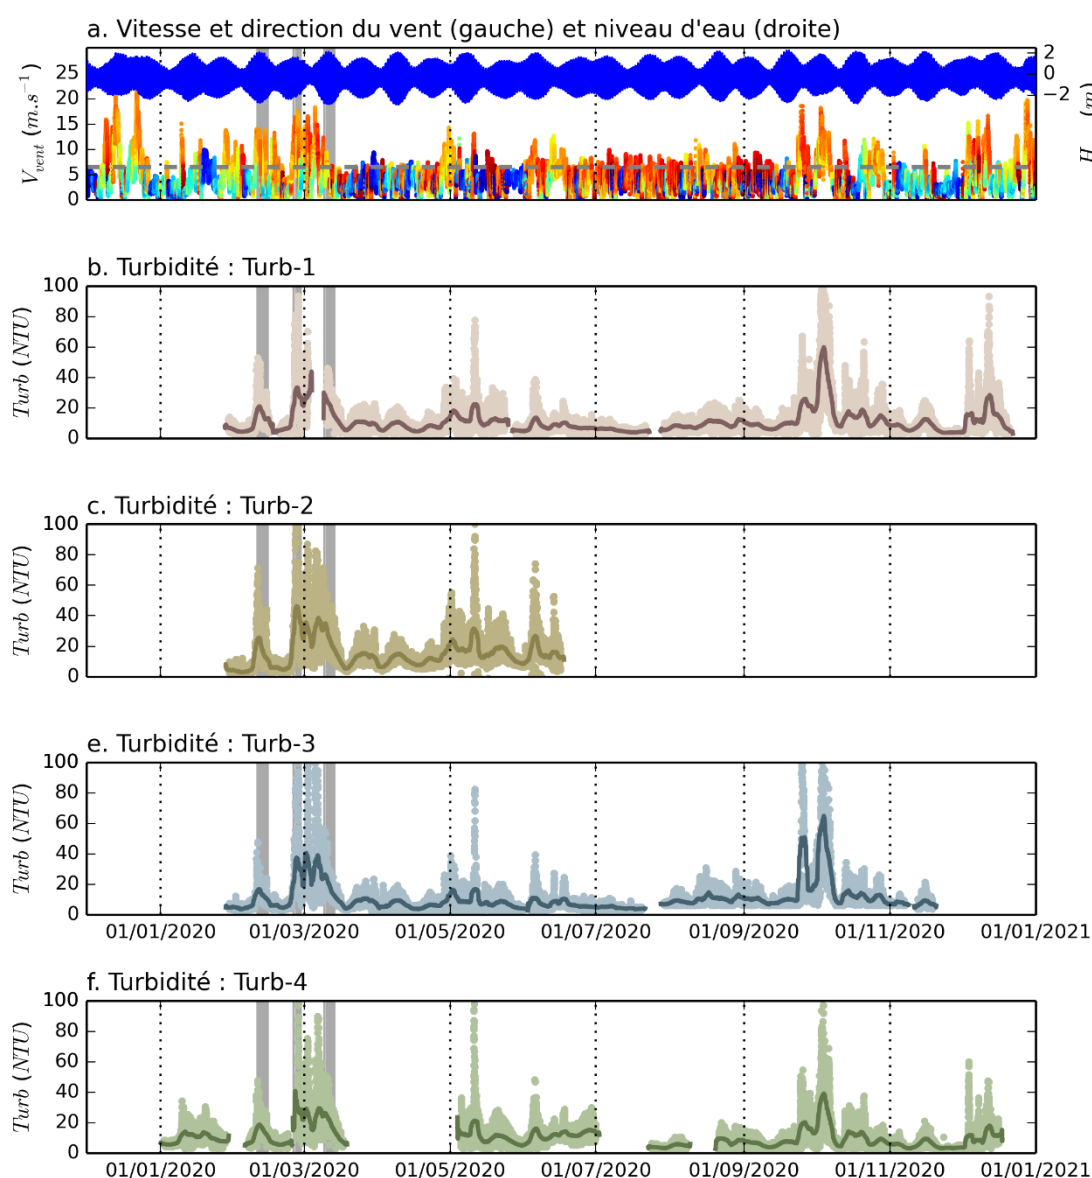 a. Vitesse et direction du vent (gauche) et niveau d'eau (droite)
V_vent (m.s⁻¹)
25
20
15
10
5
0
2
0
−2
H (m)
b. Turbidité : Turb-1
Turb (NTU)
100
80
60
40
20
0
c. Turbidité : Turb-2
Turb (NTU)
100
80
60
40
20
0
e. Turbidité : Turb-3
Turb (NTU)
100
80
60
40
20
0
01/01/2020 01/03/2020 01/05/2020 01/07/2020 01/09/2020 01/11/2020 01/01/2021
f. Turbidité : Turb-4
Turb (NTU)
100
80
60
40
20
0
01/01/2020 01/03/2020 01/05/2020 01/07/2020 01/09/2020 01/11/2020 01/01/2021